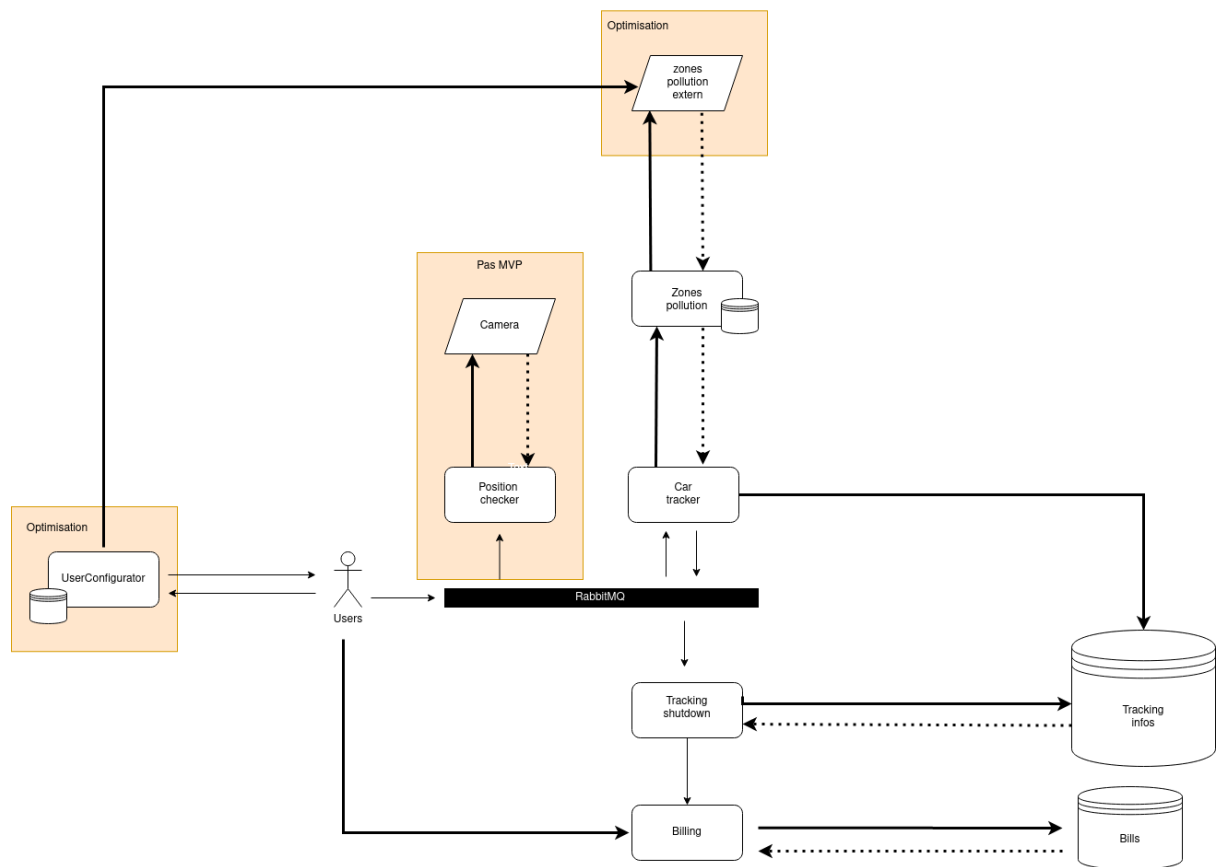 Optimisation
zones
pollution
extern
Pas MVP
Camera
Zones
pollution
Position
checker
Car
tracker
Optimisation
UserConfigurator
Users
RabbitMQ
Tracking
shutdown
Tracking
infos
Billing
Bills